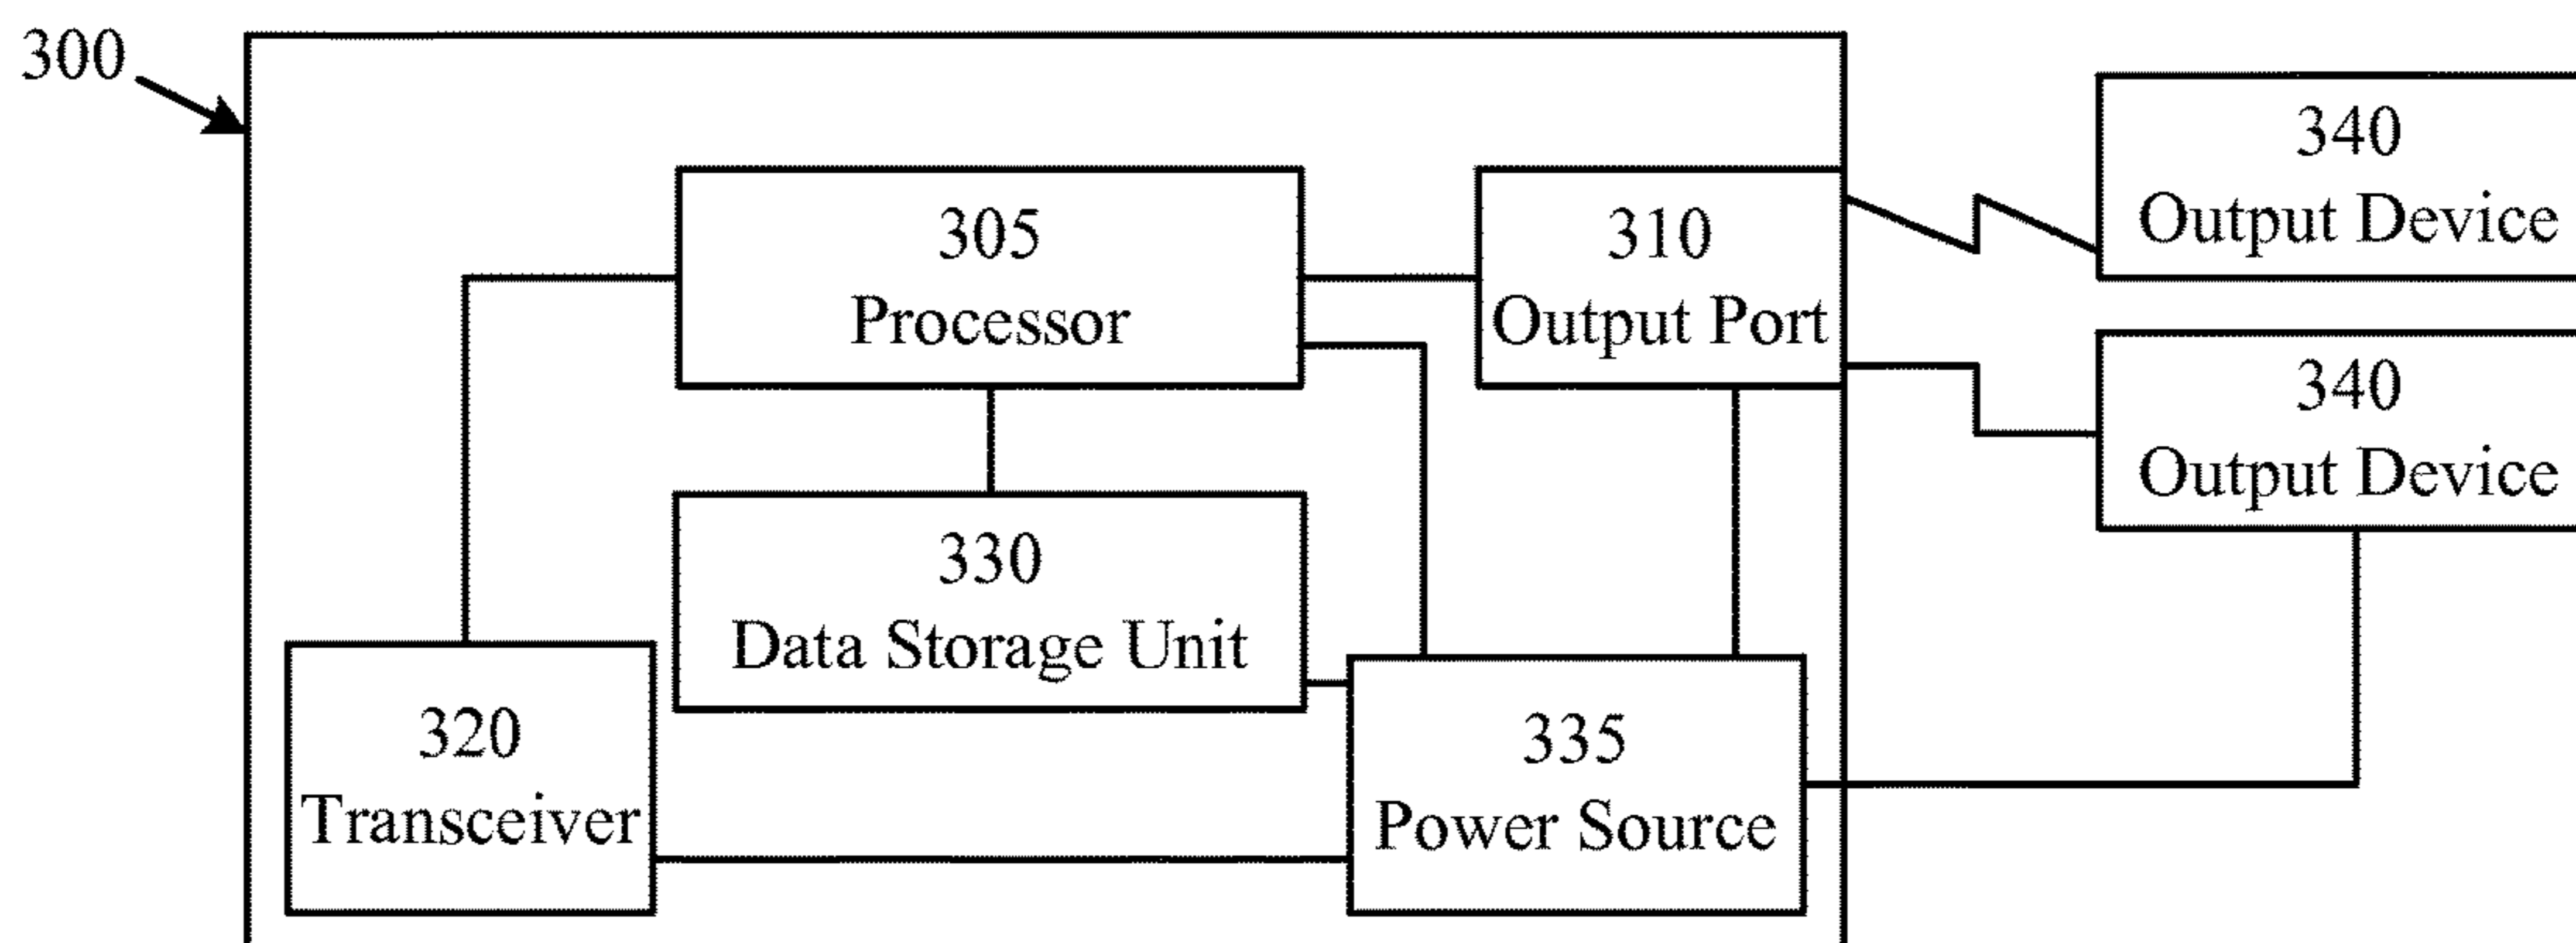 300
340
Output Device
305
Processor
310
Output Port
340
Output Device
330
Data Storage Unit
320
Transceiver
335
Power Source